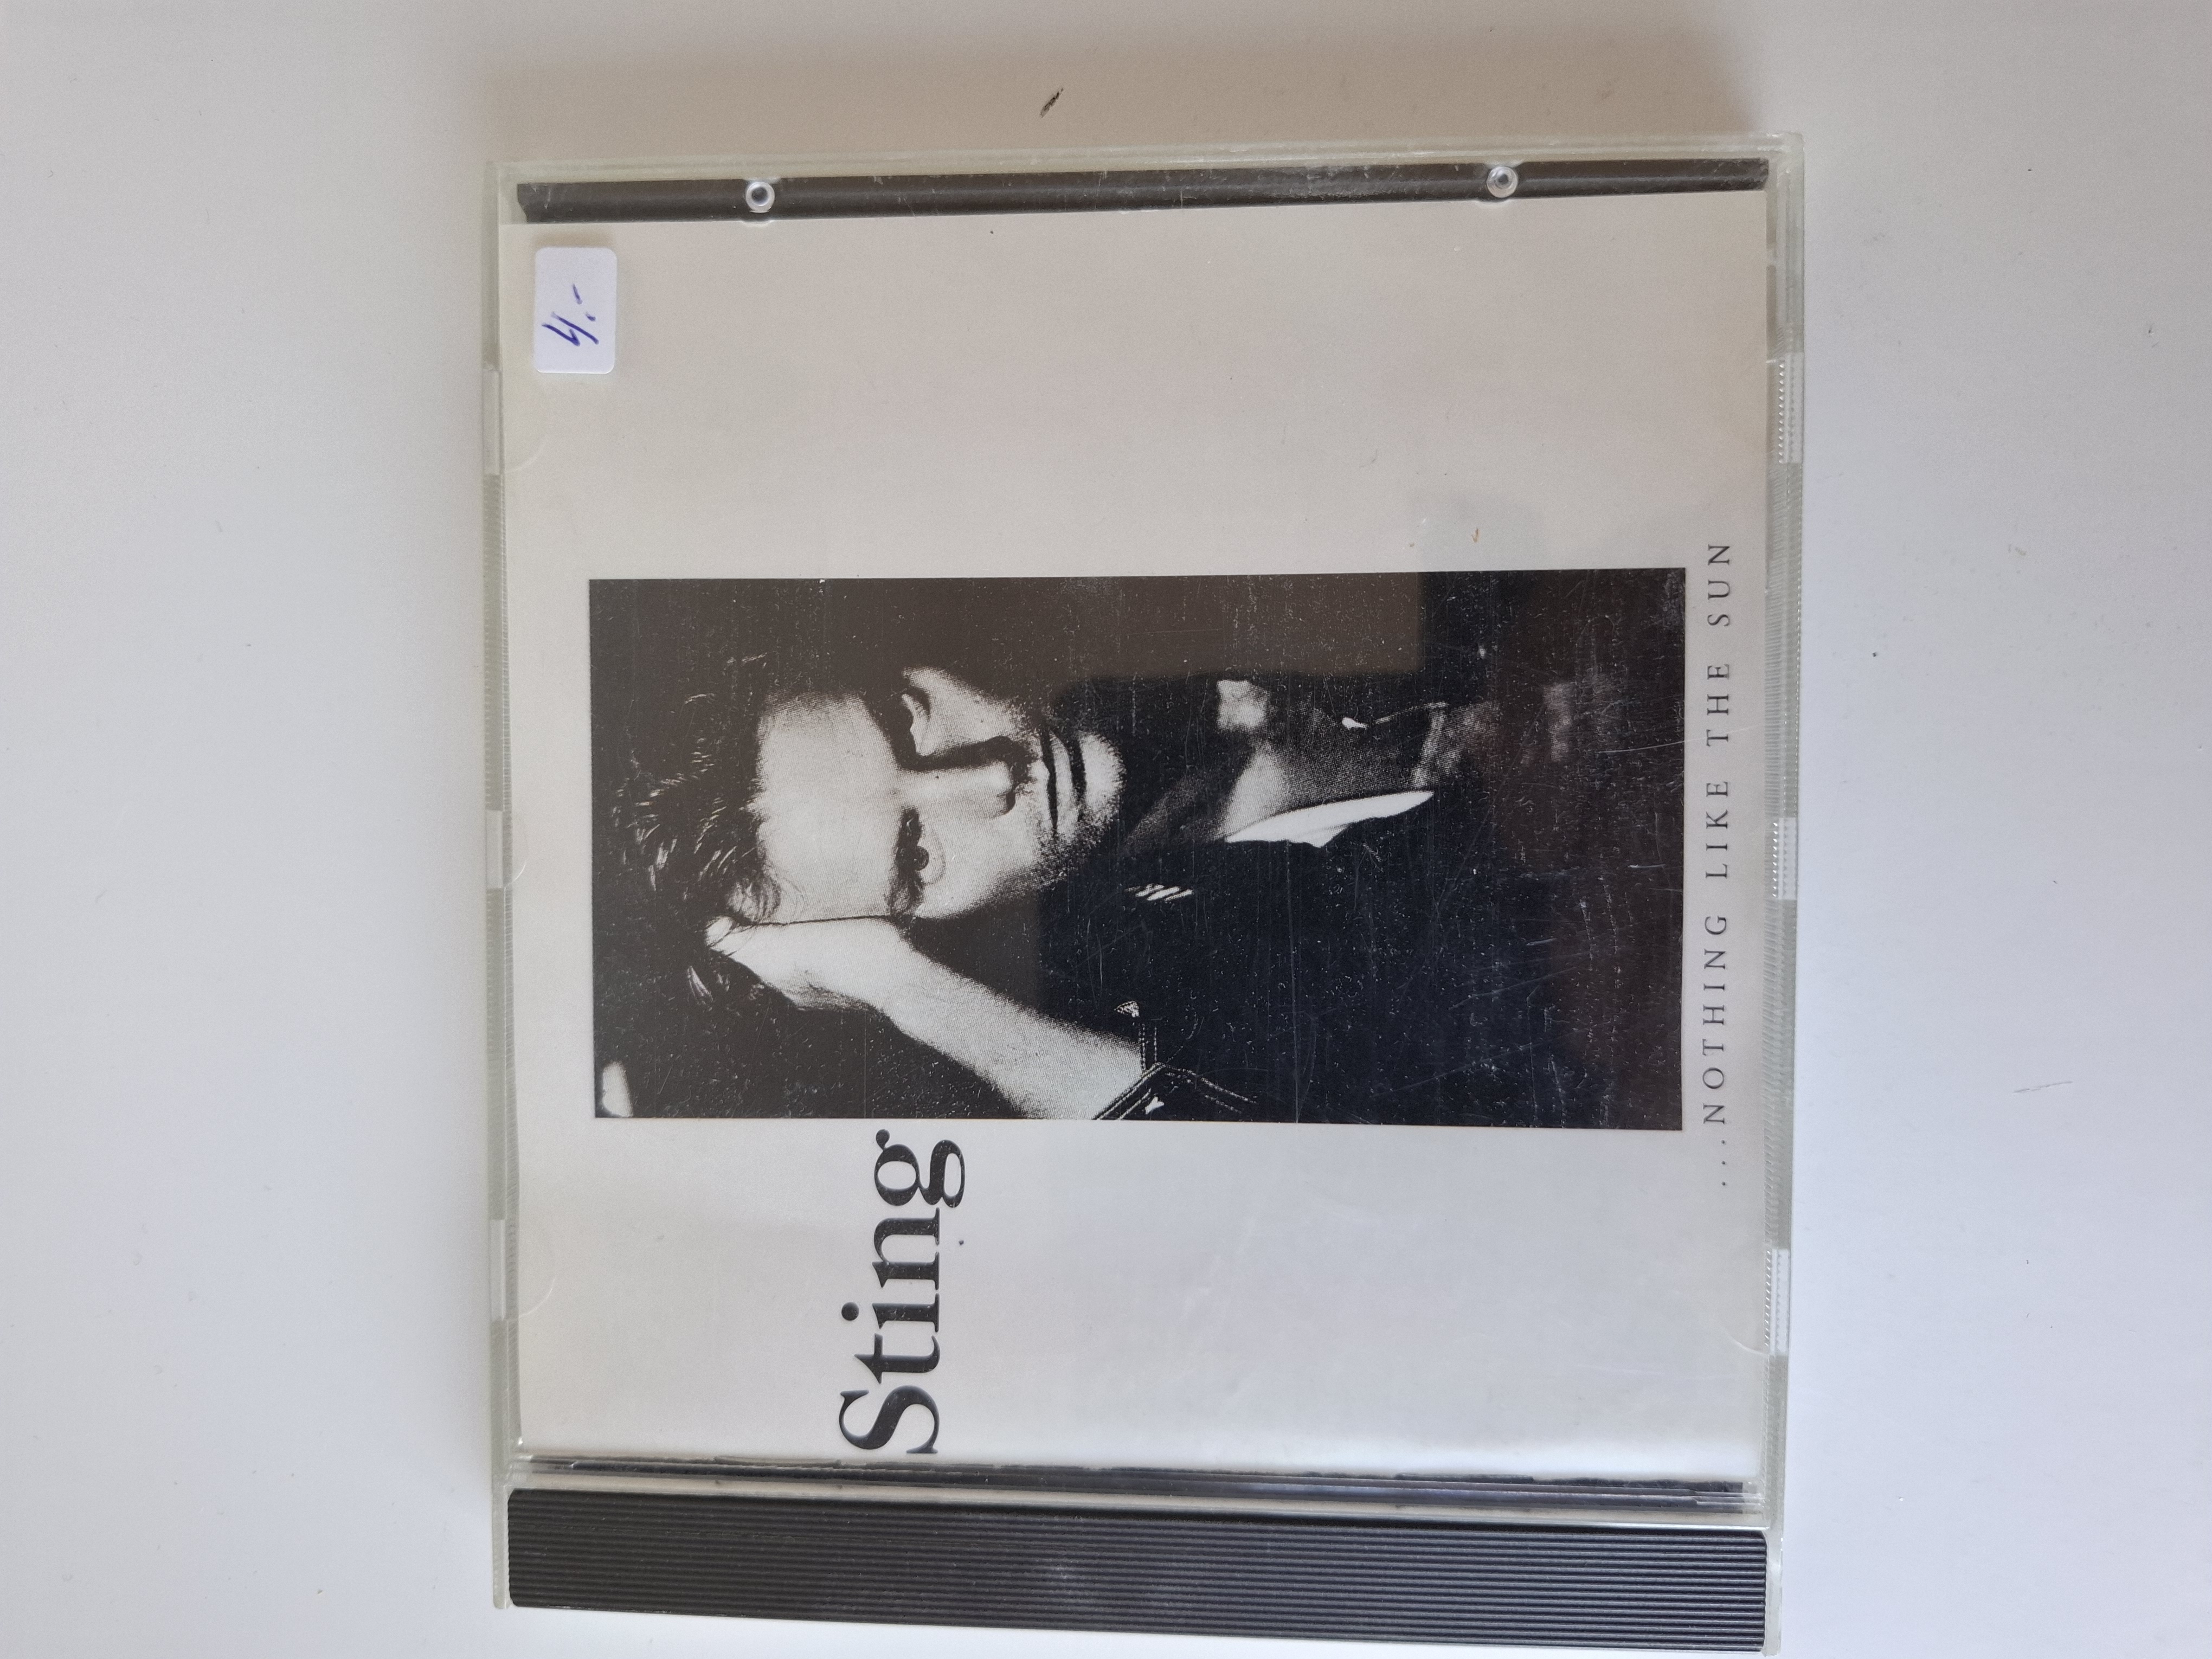 4.-
Sting
...NOTHING LIKE THE SUN